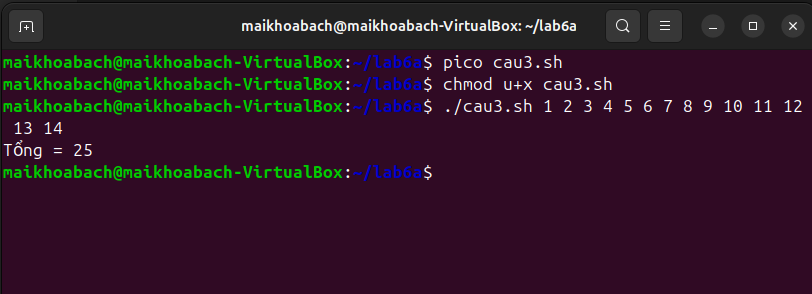 maikhoabach@maikhoabach-VirtualBox: ~/lab6a
maikhoabach@maikhoabach-VirtualBox:~/lab6a$ pico cau3.sh
maikhoabach@maikhoabach-VirtualBox:~/lab6a$ chmod u+x cau3.sh
maikhoabach@maikhoabach-VirtualBox:~/lab6a$ ./cau3.sh 1 2 3 4 5 6 7 8 9 10 11 12
13 14
Tổng = 25
maikhoabach@maikhoabach-VirtualBox:~/lab6a$